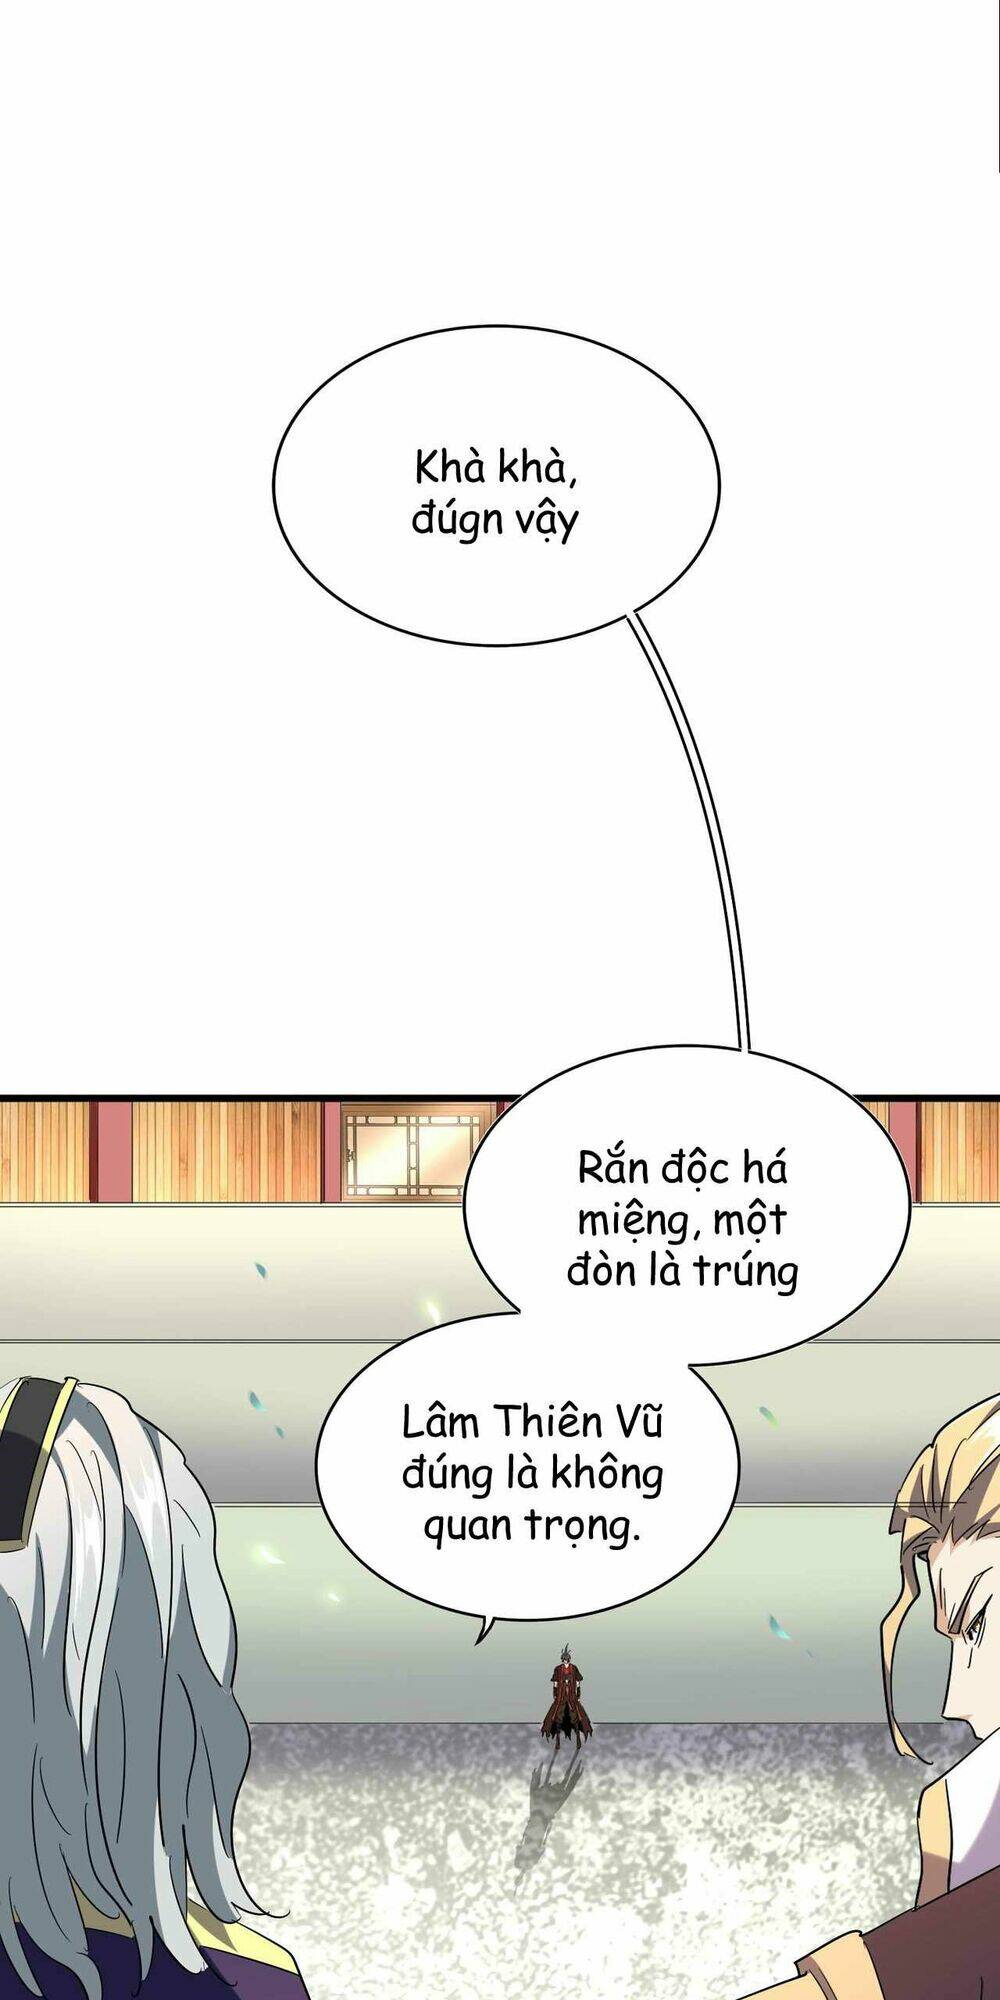 Khà khà,
đúgn vậy
Rắn độc há
miệng, một
đòn là trúng
Lâm Thiên Vũ
đúng là không
quan trọng.